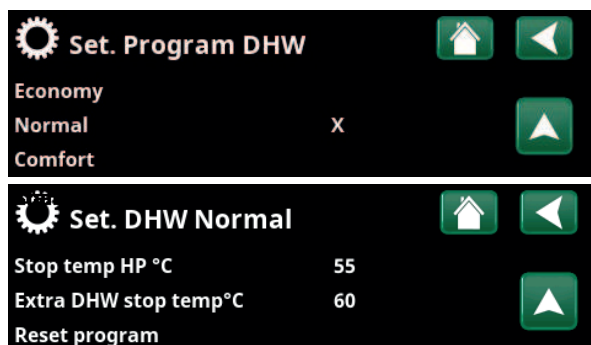 Set. Program DHW
Economy
Normal X
Comfort
Set. DHW Normal
Stop temp HP °C 55
Extra DHW stop temp°C 60
Reset program